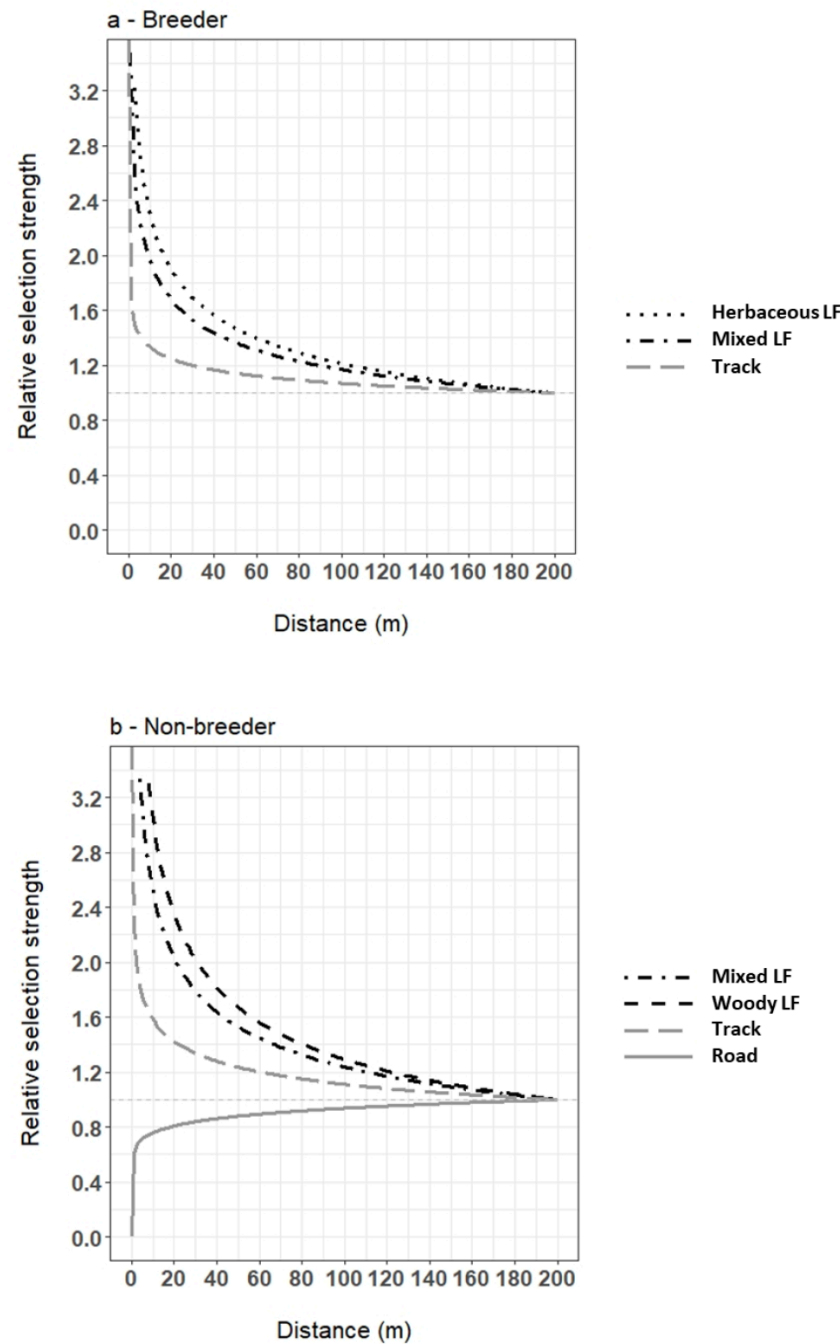 a - Breeder
Relative selection strength
3.2
2.8
2.4
2.0
1.6
1.2
0.8
0.4
0.0
0 20 40 60 80 100 120 140 160 180 200
Distance (m)
Herbaceous LF
Mixed LF
Track
b - Non-breeder
Relative selection strength
3.2
2.8
2.4
2.0
1.6
1.2
0.8
0.4
0.0
0 20 40 60 80 100 120 140 160 180 200
Distance (m)
Mixed LF
Woody LF
Track
Road